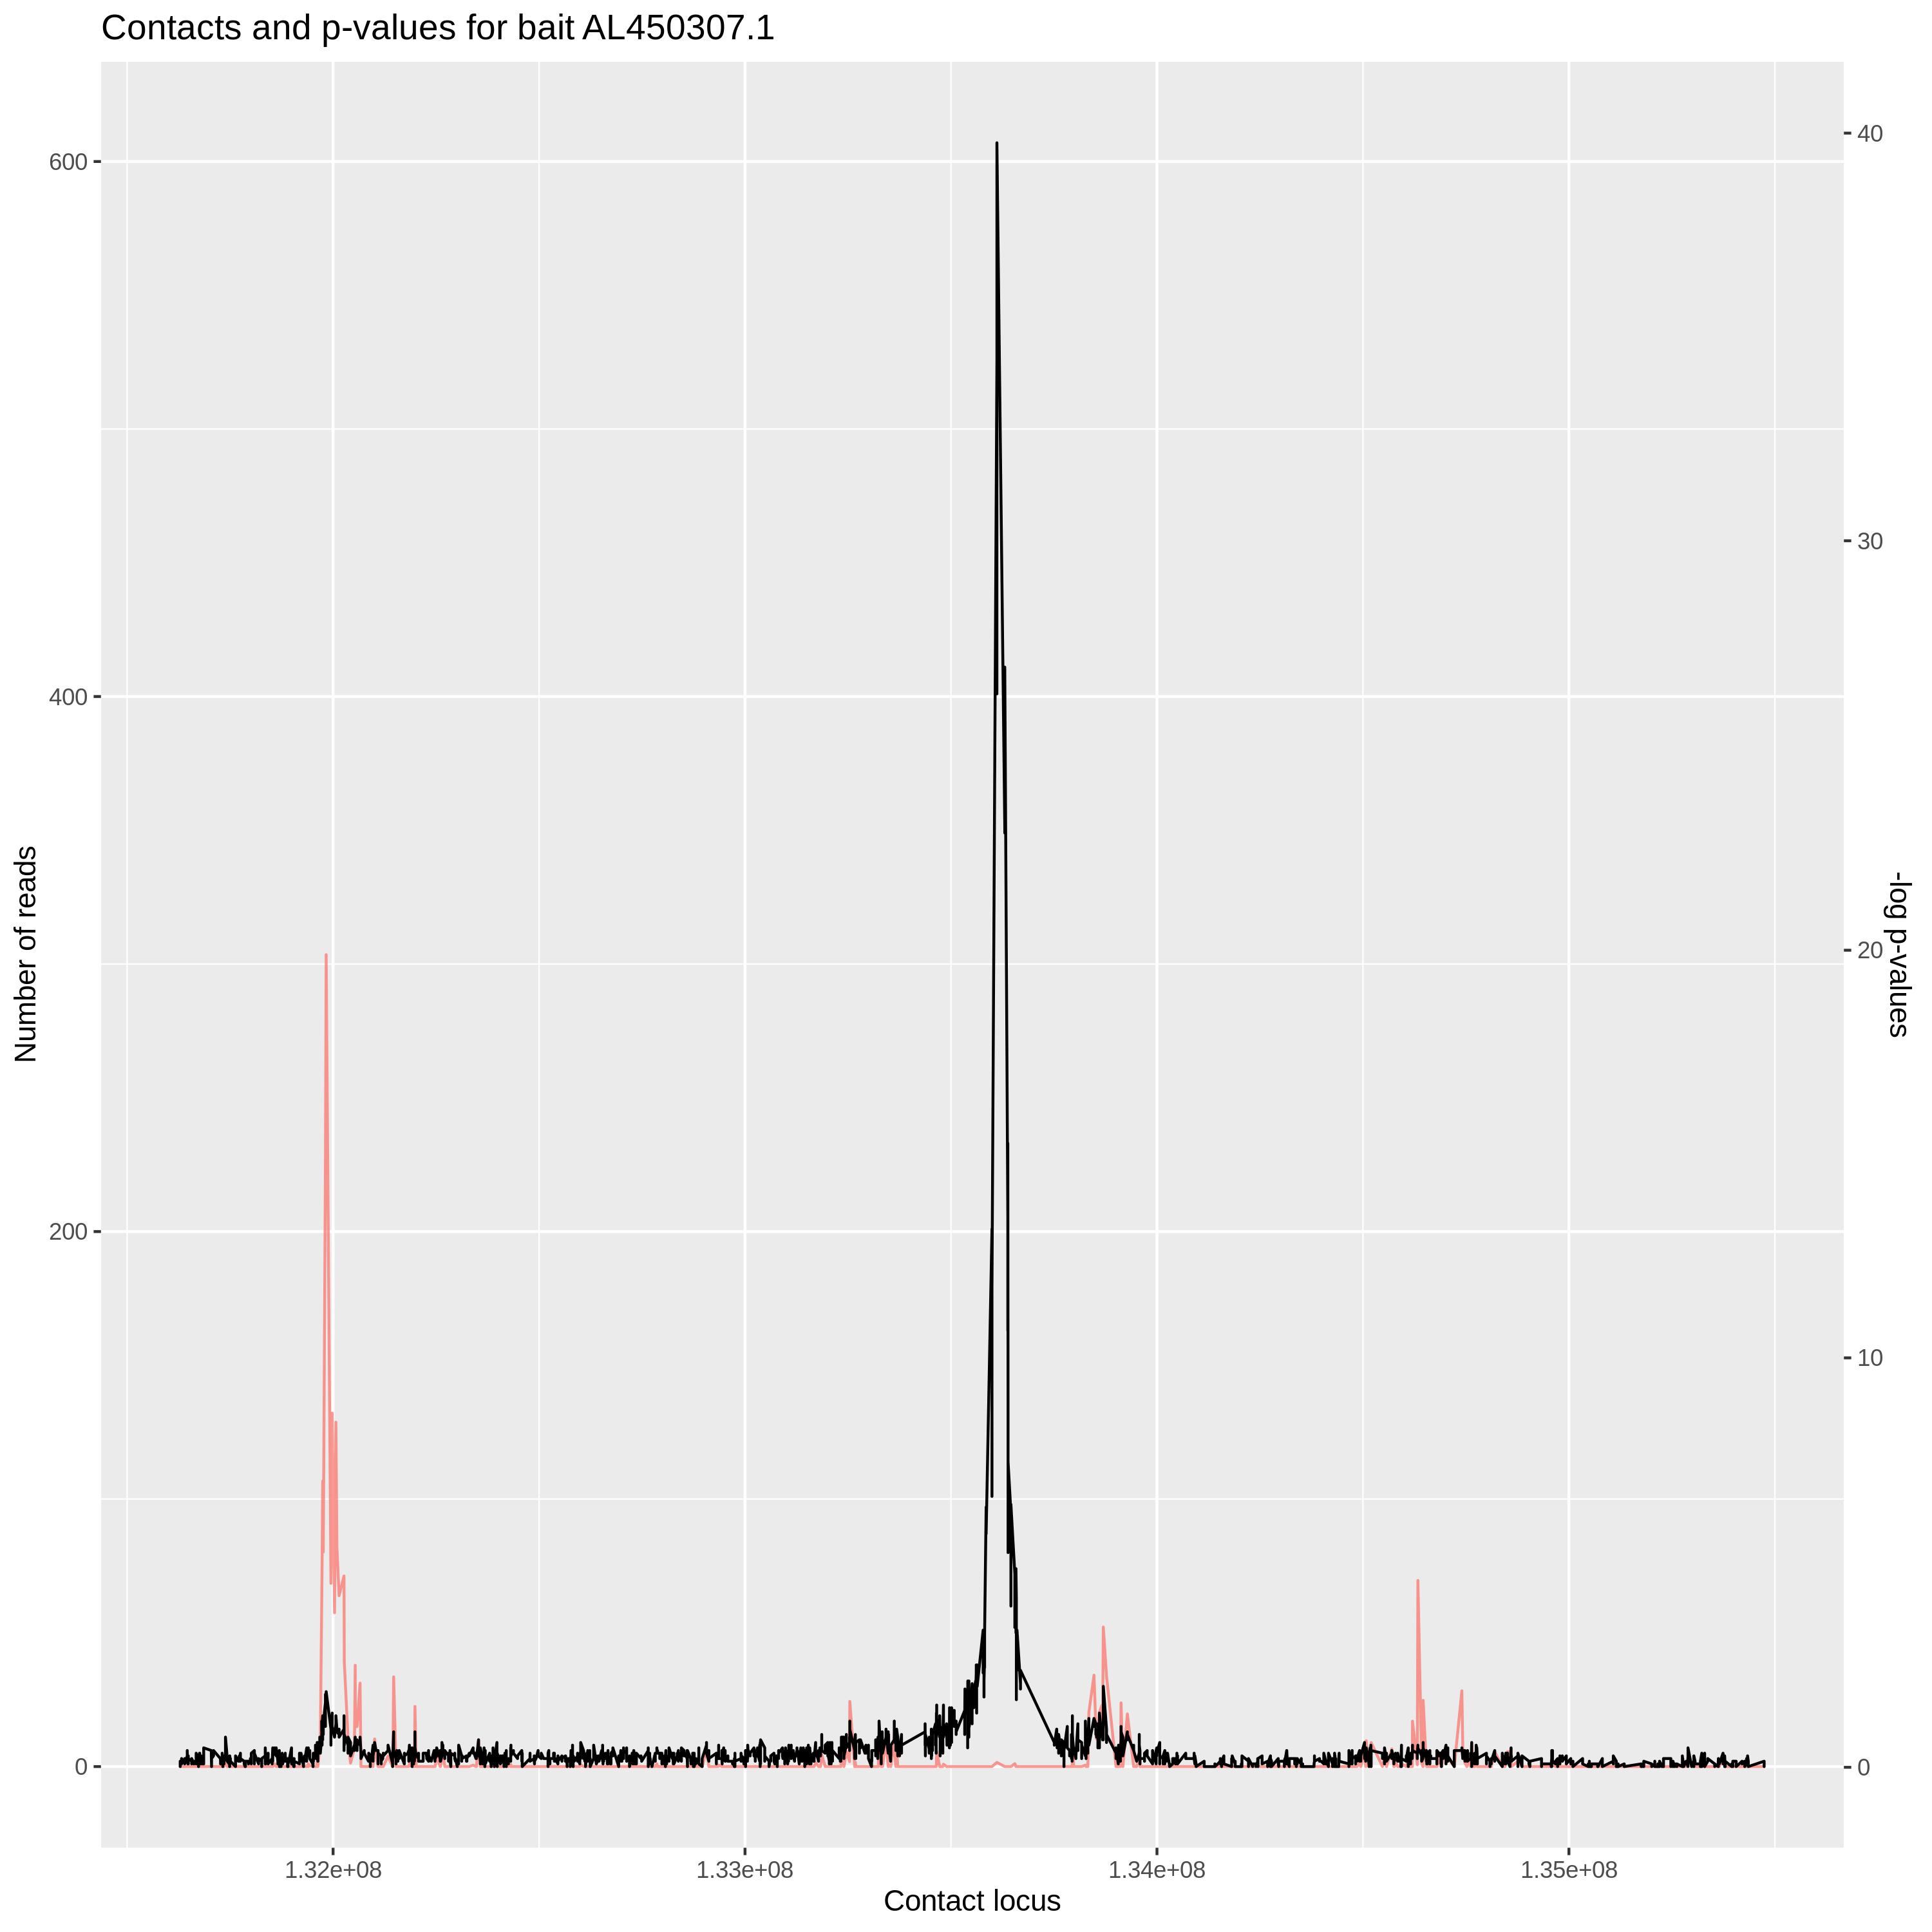 Contacts and p-values for bait AL450307.1
600
400
200
0
Number of reads
40
30
20
10
0
-log p-values
1.32e+08
1.33e+08
1.34e+08
1.35e+08
Contact locus